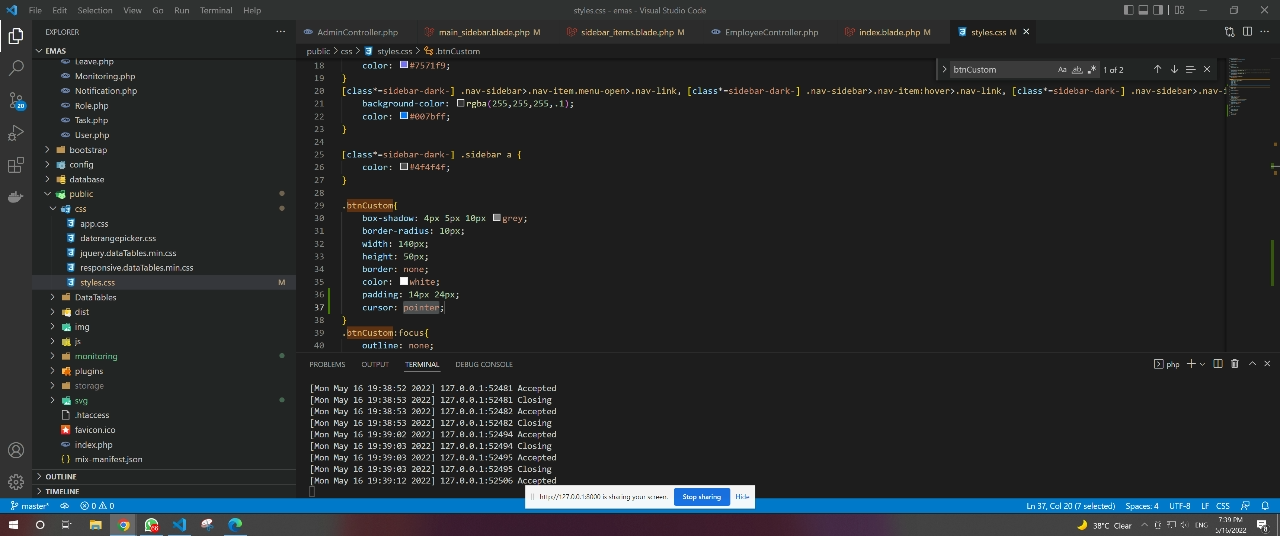 File Edit Selection View Go Run Terminal Help
styles.css - emas - Visual Studio Code
EXPLORER
EMAS
Leave.php
Monitoring.php
Notification.php
Role.php
Task.php
User.php
bootstrap
config
database
public
css
app.css
daterangepicker.css
jquery.dataTables.min.css
responsive.dataTables.min.css
styles.css M
DataTables
dist
img
js
monitoring
plugins
storage
svg
.htaccess
favicon.ico
index.php
mix-manifest.json
OUTLINE
TIMELINE
AdminController.php main_sidebar.blade.php M sidebar_items.blade.php M EmployeeController.php index.blade.php M styles.css M
public > css > styles.css > .btnCustom
btnCustom Aa ab 1 of 2
18 color: #7571f9;
19 }
20 [class*=sidebar-dark-] .nav-sidebar>.nav-item.menu-open>.nav-link, [class*=sidebar-dark-] .nav-sidebar>.nav-item:hover>.nav-link, [class*=sidebar-dark-] .nav-sidebar>.nav-i
21 background-color: rgba(255,255,255,.1);
22 color: #007bff;
23 }
24
25 [class*=sidebar-dark-] .sidebar a {
26 color: #4f4f4f;
27 }
28
29 .btnCustom{
30 box-shadow: 4px 5px 10px grey;
31 border-radius: 10px;
32 width: 140px;
33 height: 50px;
34 border: none;
35 color: white;
36 padding: 14px 24px;
37 cursor: pointer;
38 }
39 .btnCustom:focus{
40 outline: none;
PROBLEMS OUTPUT TERMINAL DEBUG CONSOLE
php
[Mon May 16 19:38:52 2022] 127.0.0.1:52481 Accepted
[Mon May 16 19:38:53 2022] 127.0.0.1:52481 Closing
[Mon May 16 19:38:53 2022] 127.0.0.1:52482 Accepted
[Mon May 16 19:38:53 2022] 127.0.0.1:52482 Closing
[Mon May 16 19:39:02 2022] 127.0.0.1:52494 Accepted
[Mon May 16 19:39:03 2022] 127.0.0.1:52494 Closing
[Mon May 16 19:39:03 2022] 127.0.0.1:52495 Accepted
[Mon May 16 19:39:03 2022] 127.0.0.1:52495 Closing
[Mon May 16 19:39:12 2022] 127.0.0.1:52506 Accepted
http://127.0.0.1:8000 is sharing your screen. Stop sharing Hide
20
master* 0 0
Ln 37, Col 20 (7 selected) Spaces: 4 UTF-8 LF CSS
38°C Clear ENG
7:39 PM
5/16/2022